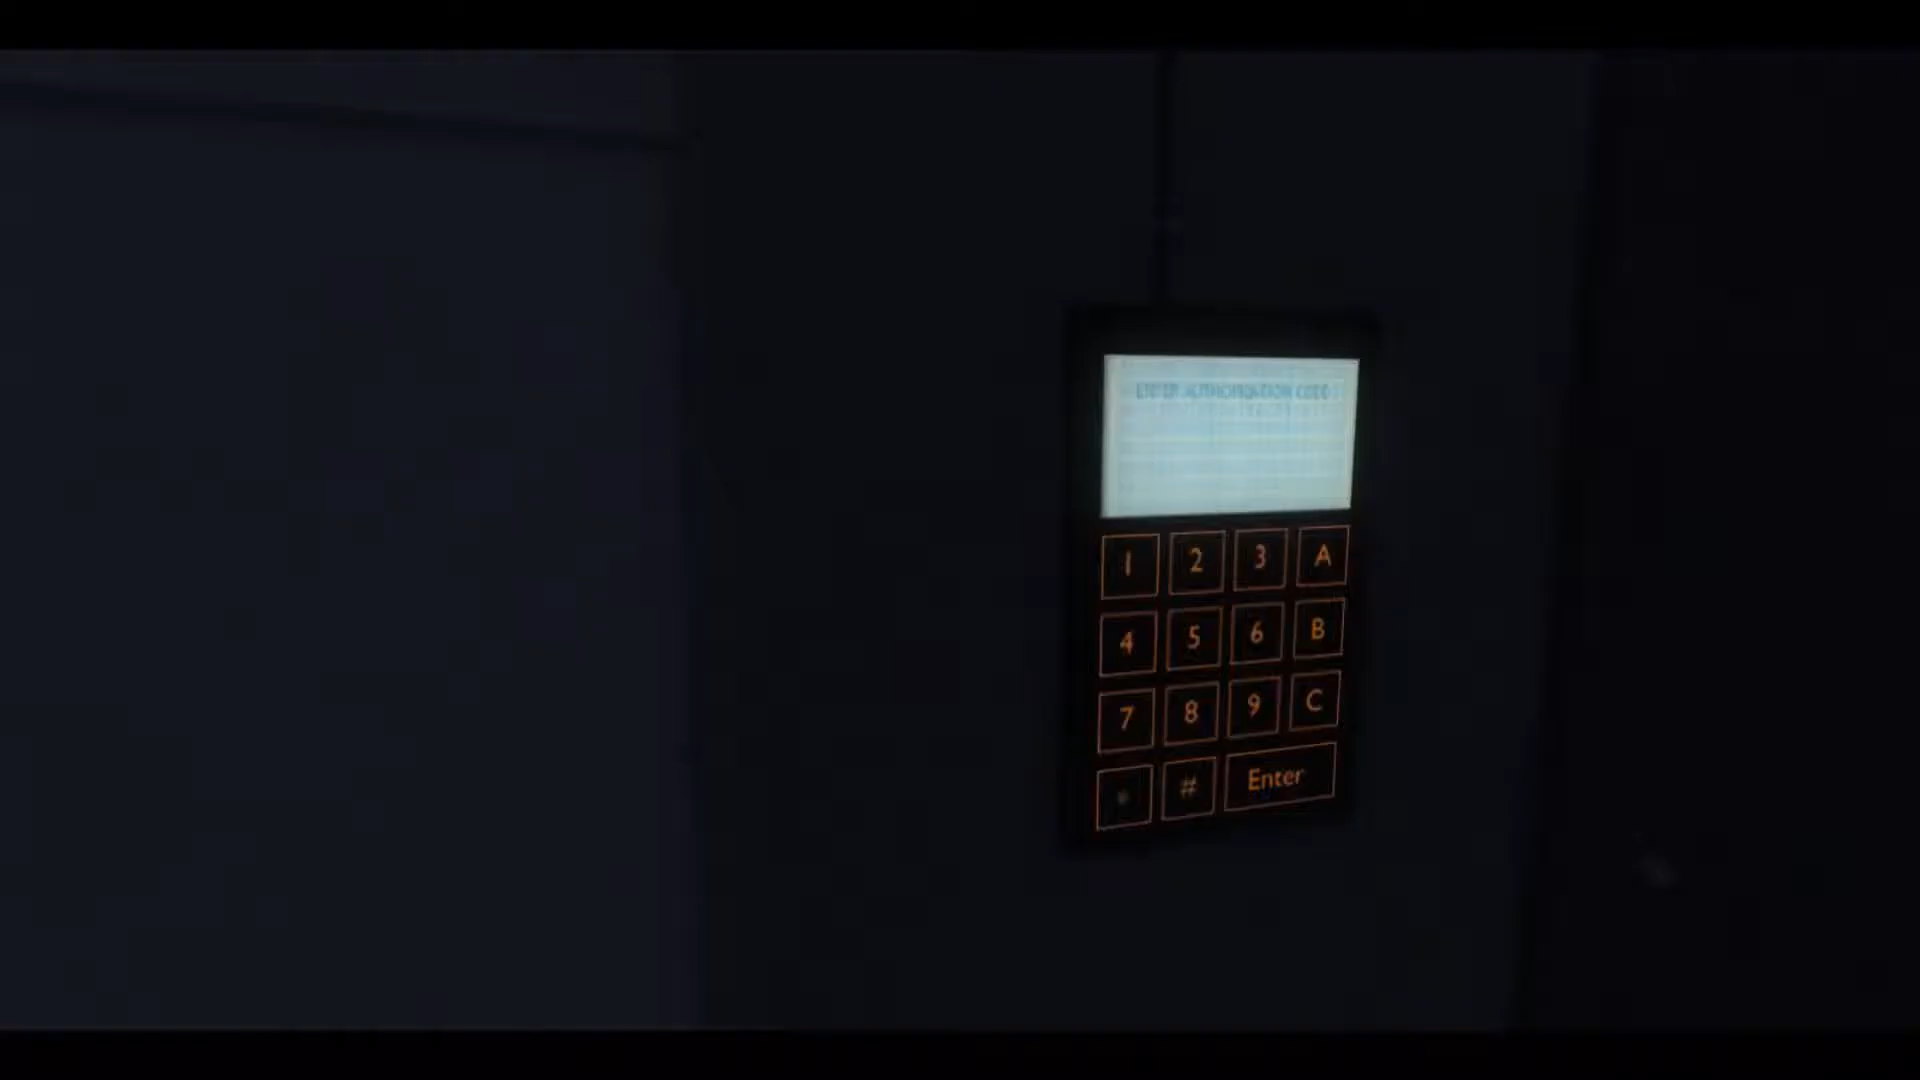 ENTER AUTHORIZATION CODE
1 2 3 A
4 5 6 B
7 8 9 C
* # Enter